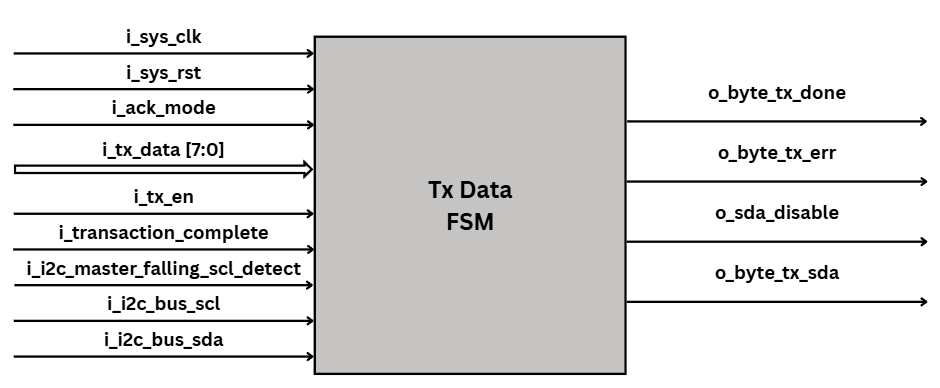 i_sys_clk
i_sys_rst
i_ack_mode
i_tx_data [7:0]
i_tx_en
i_transaction_complete
i_i2c_master_falling_scl_detect
i_i2c_bus_scl
i_i2c_bus_sda
Tx Data
FSM
o_byte_tx_done
o_byte_tx_err
o_sda_disable
o_byte_tx_sda